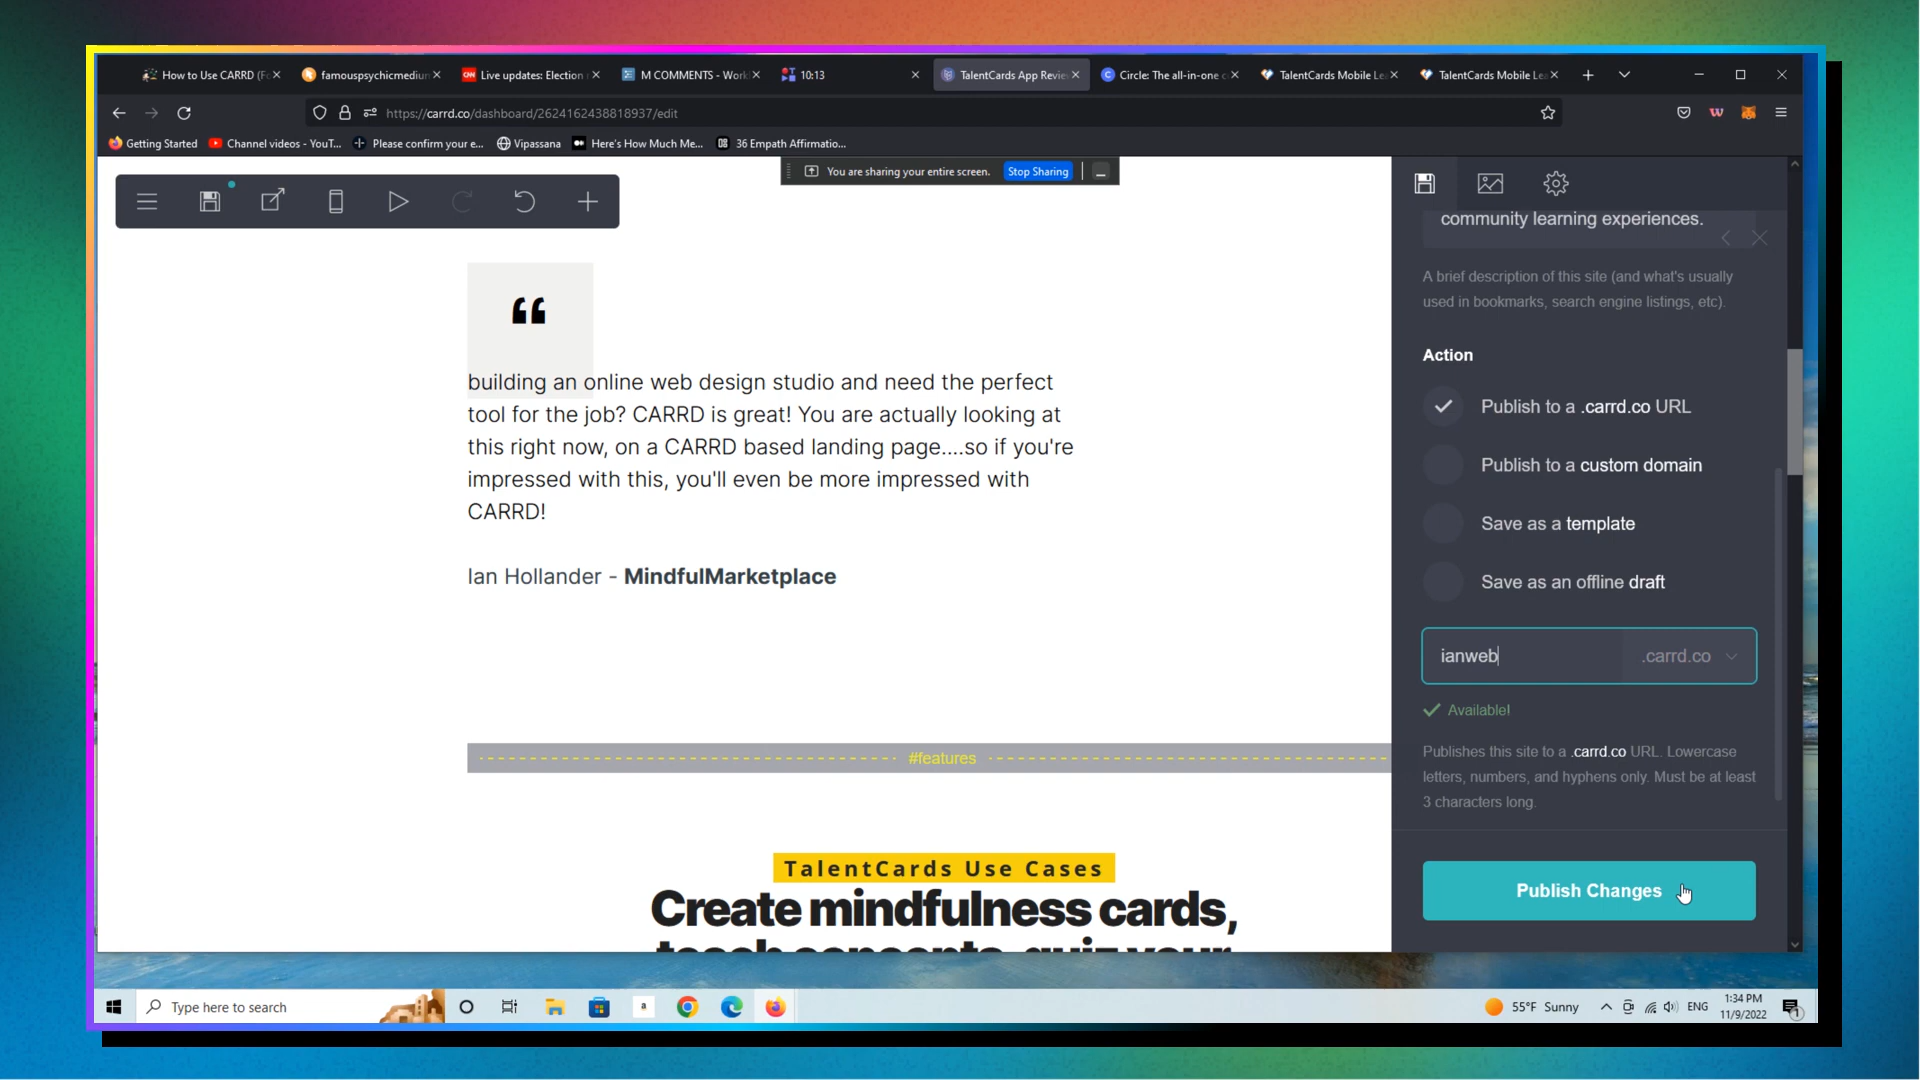 How to Use CARRD (Fo
famouspsychicmedium
CNN Live updates: Election r
M COMMENTS - Work
10:13
TalentCards App Revie
Circle: The all-in-one c
TalentCards Mobile Le
TalentCards Mobile Le
https://carrd.co/dashboard/2624162438818937/edit
Getting Started
Channel videos - YouT...
Please confirm your e...
Vipassana
Here's How Much Me...
36 Empath Affirmatio...
You are sharing your entire screen.
Stop Sharing
“
building an online web design studio and need the perfect
tool for the job? CARRD is great! You are actually looking at
this right now, on a CARRD based landing page....so if you're
impressed with this, you'll even be more impressed with
CARRD!
Ian Hollander - MindfulMarketplace
#features
TalentCards Use Cases
Create mindfulness cards,
teach concepts, quiz your
community learning experiences.
A brief description of this site (and what's usually
used in bookmarks, search engine listings, etc).
Action
Publish to a .carrd.co URL
Publish to a custom domain
Save as a template
Save as an offline draft
ianweb
.carrd.co
Available!
Publishes this site to a .carrd.co URL. Lowercase
letters, numbers, and hyphens only. Must be at least
3 characters long.
Publish Changes
Type here to search
a
55°F Sunny
ENG
1:34 PM
11/9/2022
1